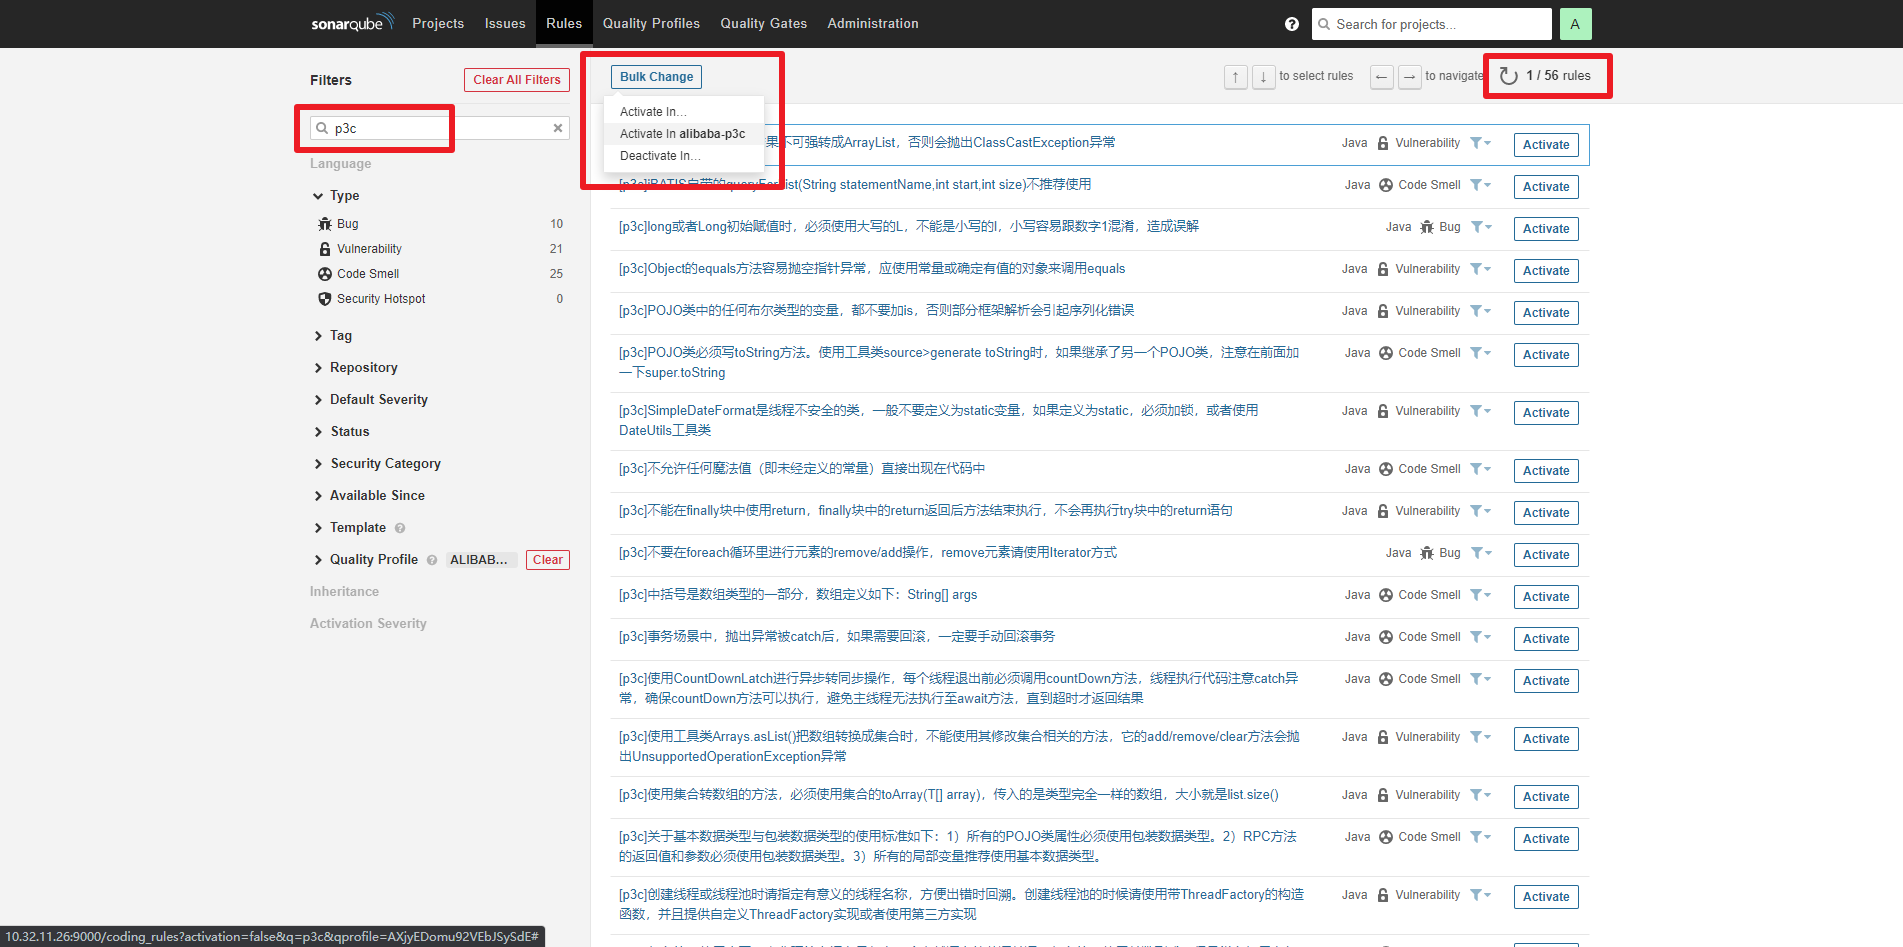 sonarqube Projects Issues Rules Quality Profiles Quality Gates Administration ? Search for projects... A
Filters Clear All Filters
p3c
Language
Type
Bug 10
Vulnerability 21
Code Smell 25
Security Hotspot 0
Tag
Repository
Default Severity
Status
Security Category
Available Since
Template ?
Quality Profile ? ALIBAB... Clear
Inheritance
Activation Severity
Bulk Change ↑ ↓ to select rules ← → to navigate 1 / 56 rules
Activate In…
Activate In alibaba-p3c
Deactivate In…
果不可强转成ArrayList，否则会抛出ClassCastException异常 Java Vulnerability Activate
[p3c]iBATIS自带的queryForList(String statementName,int start,int size)不推荐使用 Java Code Smell Activate
[p3c]long或者Long初始赋值时，必须使用大写的L，不能是小写的l，小写容易跟数字1混淆，造成误解 Java Bug Activate
[p3c]Object的equals方法容易抛空指针异常，应使用常量或确定有值的对象来调用equals Java Vulnerability Activate
[p3c]POJO类中的任何布尔类型的变量，都不要加is，否则部分框架解析会引起序列化错误 Java Vulnerability Activate
[p3c]POJO类必须写toString方法。使用工具类source>generate toString时，如果继承了另一个POJO类，注意在前面加
一下super.toString Java Code Smell Activate
[p3c]SimpleDateFormat是线程不安全的类，一般不要定义为static变量，如果定义为static，必须加锁，或者使用
DateUtils工具类 Java Vulnerability Activate
[p3c]不允许任何魔法值（即未经定义的常量）直接出现在代码中 Java Code Smell Activate
[p3c]不能在finally块中使用return，finally块中的return返回后方法结束执行，不会再执行try块中的return语句 Java Vulnerability Activate
[p3c]不要在foreach循环里进行元素的remove/add操作，remove元素请使用Iterator方式 Java Bug Activate
[p3c]中括号是数组类型的一部分，数组定义如下：String[] args Java Code Smell Activate
[p3c]事务场景中，抛出异常被catch后，如果需要回滚，一定要手动回滚事务 Java Code Smell Activate
[p3c]使用CountDownLatch进行异步转同步操作，每个线程退出前必须调用countDown方法，线程执行代码注意catch异
常，确保countDown方法可以执行，避免主线程无法执行至await方法，直到超时才返回结果 Java Code Smell Activate
[p3c]使用工具类Arrays.asList()把数组转换成集合时，不能使用其修改集合相关的方法，它的add/remove/clear方法会抛
出UnsupportedOperationException异常 Java Vulnerability Activate
[p3c]使用集合转数组的方法，必须使用集合的toArray(T[] array)，传入的是类型完全一样的数组，大小就是list.size() Java Vulnerability Activate
[p3c]关于基本数据类型与包装数据类型的使用标准如下：1）所有的POJO类属性必须使用包装数据类型。2）RPC方法
的返回值和参数必须使用包装数据类型。3）所有的局部变量推荐使用基本数据类型。 Java Code Smell Activate
[p3c]创建线程或线程池时请指定有意义的线程名称，方便出错时回溯。创建线程池的时候请使用带ThreadFactory的构造
函数，并且提供自定义ThreadFactory实现或者使用第三方实现 Java Vulnerability Activate
10.32.11.26:9000/coding_rules?activation=false&q=p3c&qprofile=AXjyEDomu92VEbJSySdE#